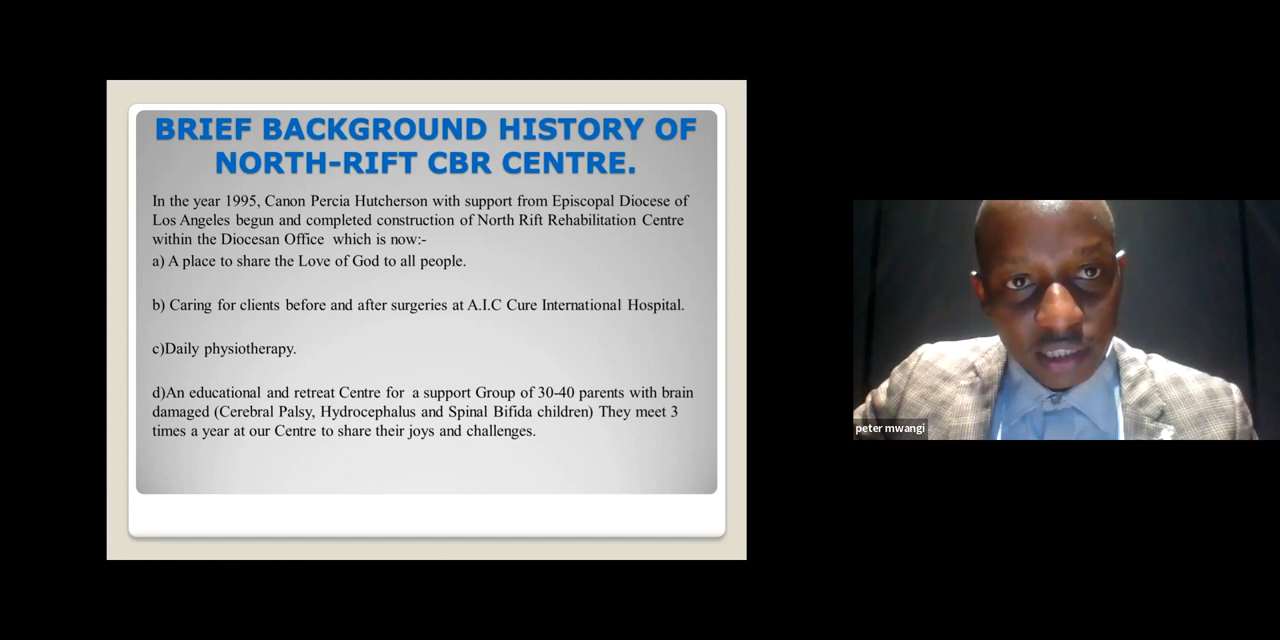 BRIEF BACKGROUND HISTORY OF
NORTH-RIFT CBR CENTRE.
In the year 1995, Canon Percia Hutcherson with support from Episcopal Diocese of
Los Angeles begun and completed construction of North Rift Rehabilitation Centre
within the Diocesan Office which is now:-
a) A place to share the Love of God to all people.
b) Caring for clients before and after surgeries at A.I.C Cure International Hospital.
c)Daily physiotherapy.
d)An educational and retreat Centre for a support Group of 30-40 parents with brain
damaged (Cerebral Palsy, Hydrocephalus and Spinal Bifida children) They meet 3
times a year at our Centre to share their joys and challenges.
peter mwangi